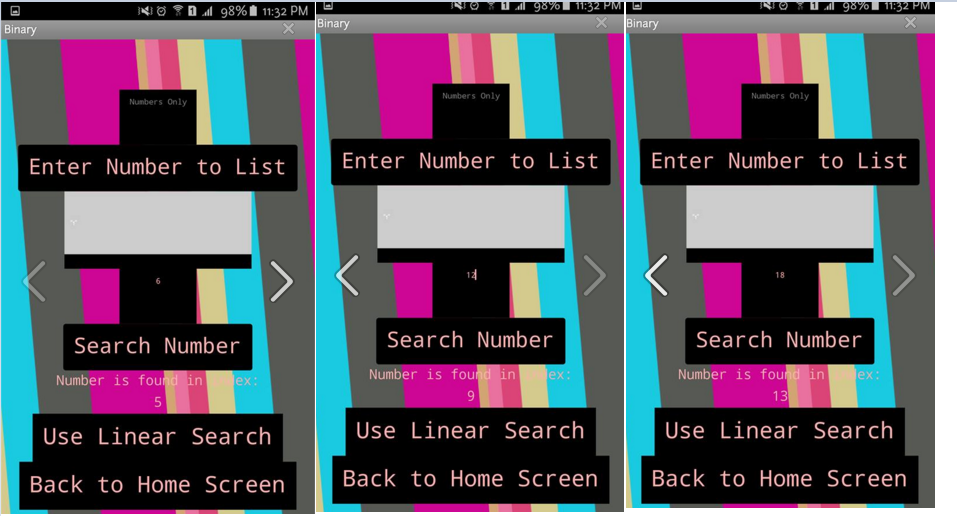 98% 11:32 PM
Binary
Numbers Only
Enter Number to List
6
Search Number
Number is found in index:
5
Use Linear Search
Back to Home Screen
98% 11:32 PM
Binary
Numbers Only
Enter Number to List
12
Search Number
Number is found in index:
9
Use Linear Search
Back to Home Screen
98% 11:32 PM
Binary
Numbers Only
Enter Number to List
18
Search Number
Number is found in index:
13
Use Linear Search
Back to Home Screen